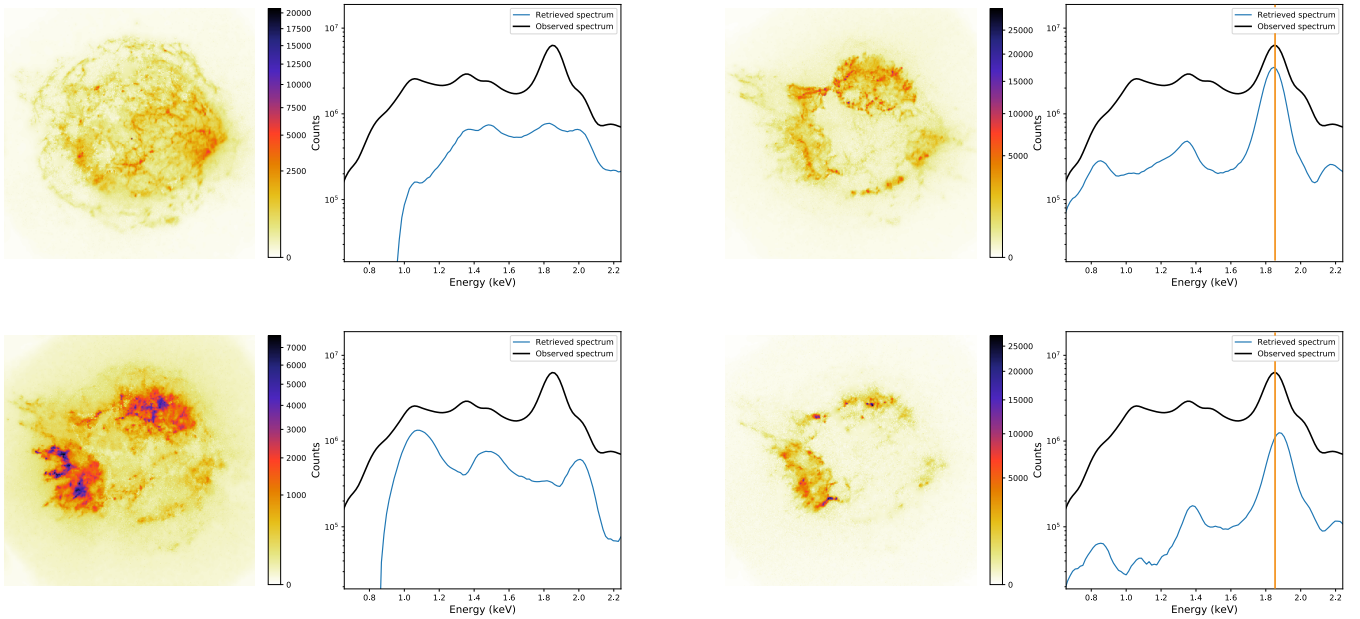 20000
17500
15000
12500
10000
7500
5000
2500
0
Counts
10⁷
10⁶
10⁵
Retrieved spectrum
Observed spectrum
0.8 1.0 1.2 1.4 1.6 1.8 2.0 2.2
Energy (keV)
25000
20000
15000
10000
5000
0
Counts
10⁷
10⁶
10⁵
Retrieved spectrum
Observed spectrum
0.8 1.0 1.2 1.4 1.6 1.8 2.0 2.2
Energy (keV)
7000
6000
5000
4000
3000
2000
1000
0
Counts
10⁷
10⁶
10⁵
Retrieved spectrum
Observed spectrum
0.8 1.0 1.2 1.4 1.6 1.8 2.0 2.2
Energy (keV)
25000
20000
15000
10000
5000
0
Counts
10⁷
10⁶
10⁵
Retrieved spectrum
Observed spectrum
0.8 1.0 1.2 1.4 1.6 1.8 2.0 2.2
Energy (keV)